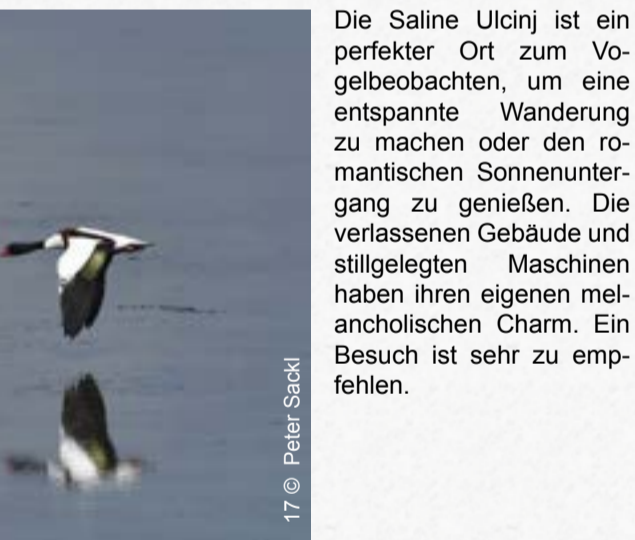 Die Saline Ulcinj ist ein
perfekter Ort zum Vo-
gelbeobachten, um eine
entspannte Wanderung
zu machen oder den ro-
mantischen Sonnenunter-
gang zu genießen. Die
verlassenen Gebäude und
stillgelegten Maschinen
haben ihren eigenen mel-
ancholischen Charm. Ein
Besuch ist sehr zu emp-
fehlen.
17 © Peter Sackl